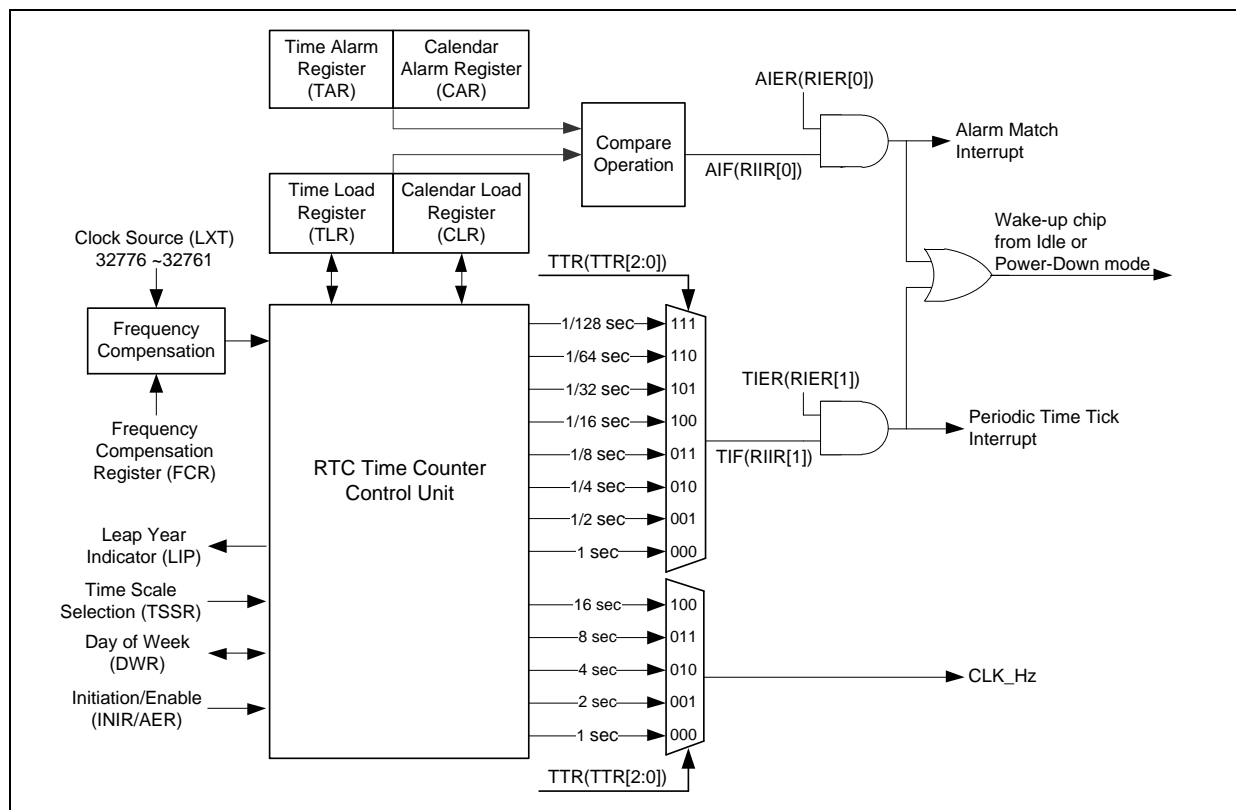 Time Alarm
Register
(TAR)
Calendar
Alarm Register
(CAR)
AIER(RIER[0])
Compare
Operation
AIF(RIIR[0])
Alarm Match
Interrupt
Time Load
Register
(TLR)
Calendar Load
Register
(CLR)
Clock Source (LXT)
32776 ~32761
Wake-up chip
from Idle or
Power-Down mode
TTR(TTR[2:0])
Frequency
Compensation
Frequency
Compensation
Register (FCR)
RTC Time Counter
Control Unit
1/128 sec
111
1/64 sec
110
1/32 sec
101
1/16 sec
100
1/8 sec
011
1/4 sec
010
1/2 sec
001
1 sec
000
TIER(RIER[1])
TIF(RIIR[1])
Periodic Time Tick
Interrupt
Leap Year
Indicator (LIP)
Time Scale
Selection (TSSR)
Day of Week
(DWR)
Initiation/Enable
(INIR/AER)
16 sec
100
8 sec
011
4 sec
010
2 sec
001
1 sec
000
CLK_Hz
TTR(TTR[2:0])